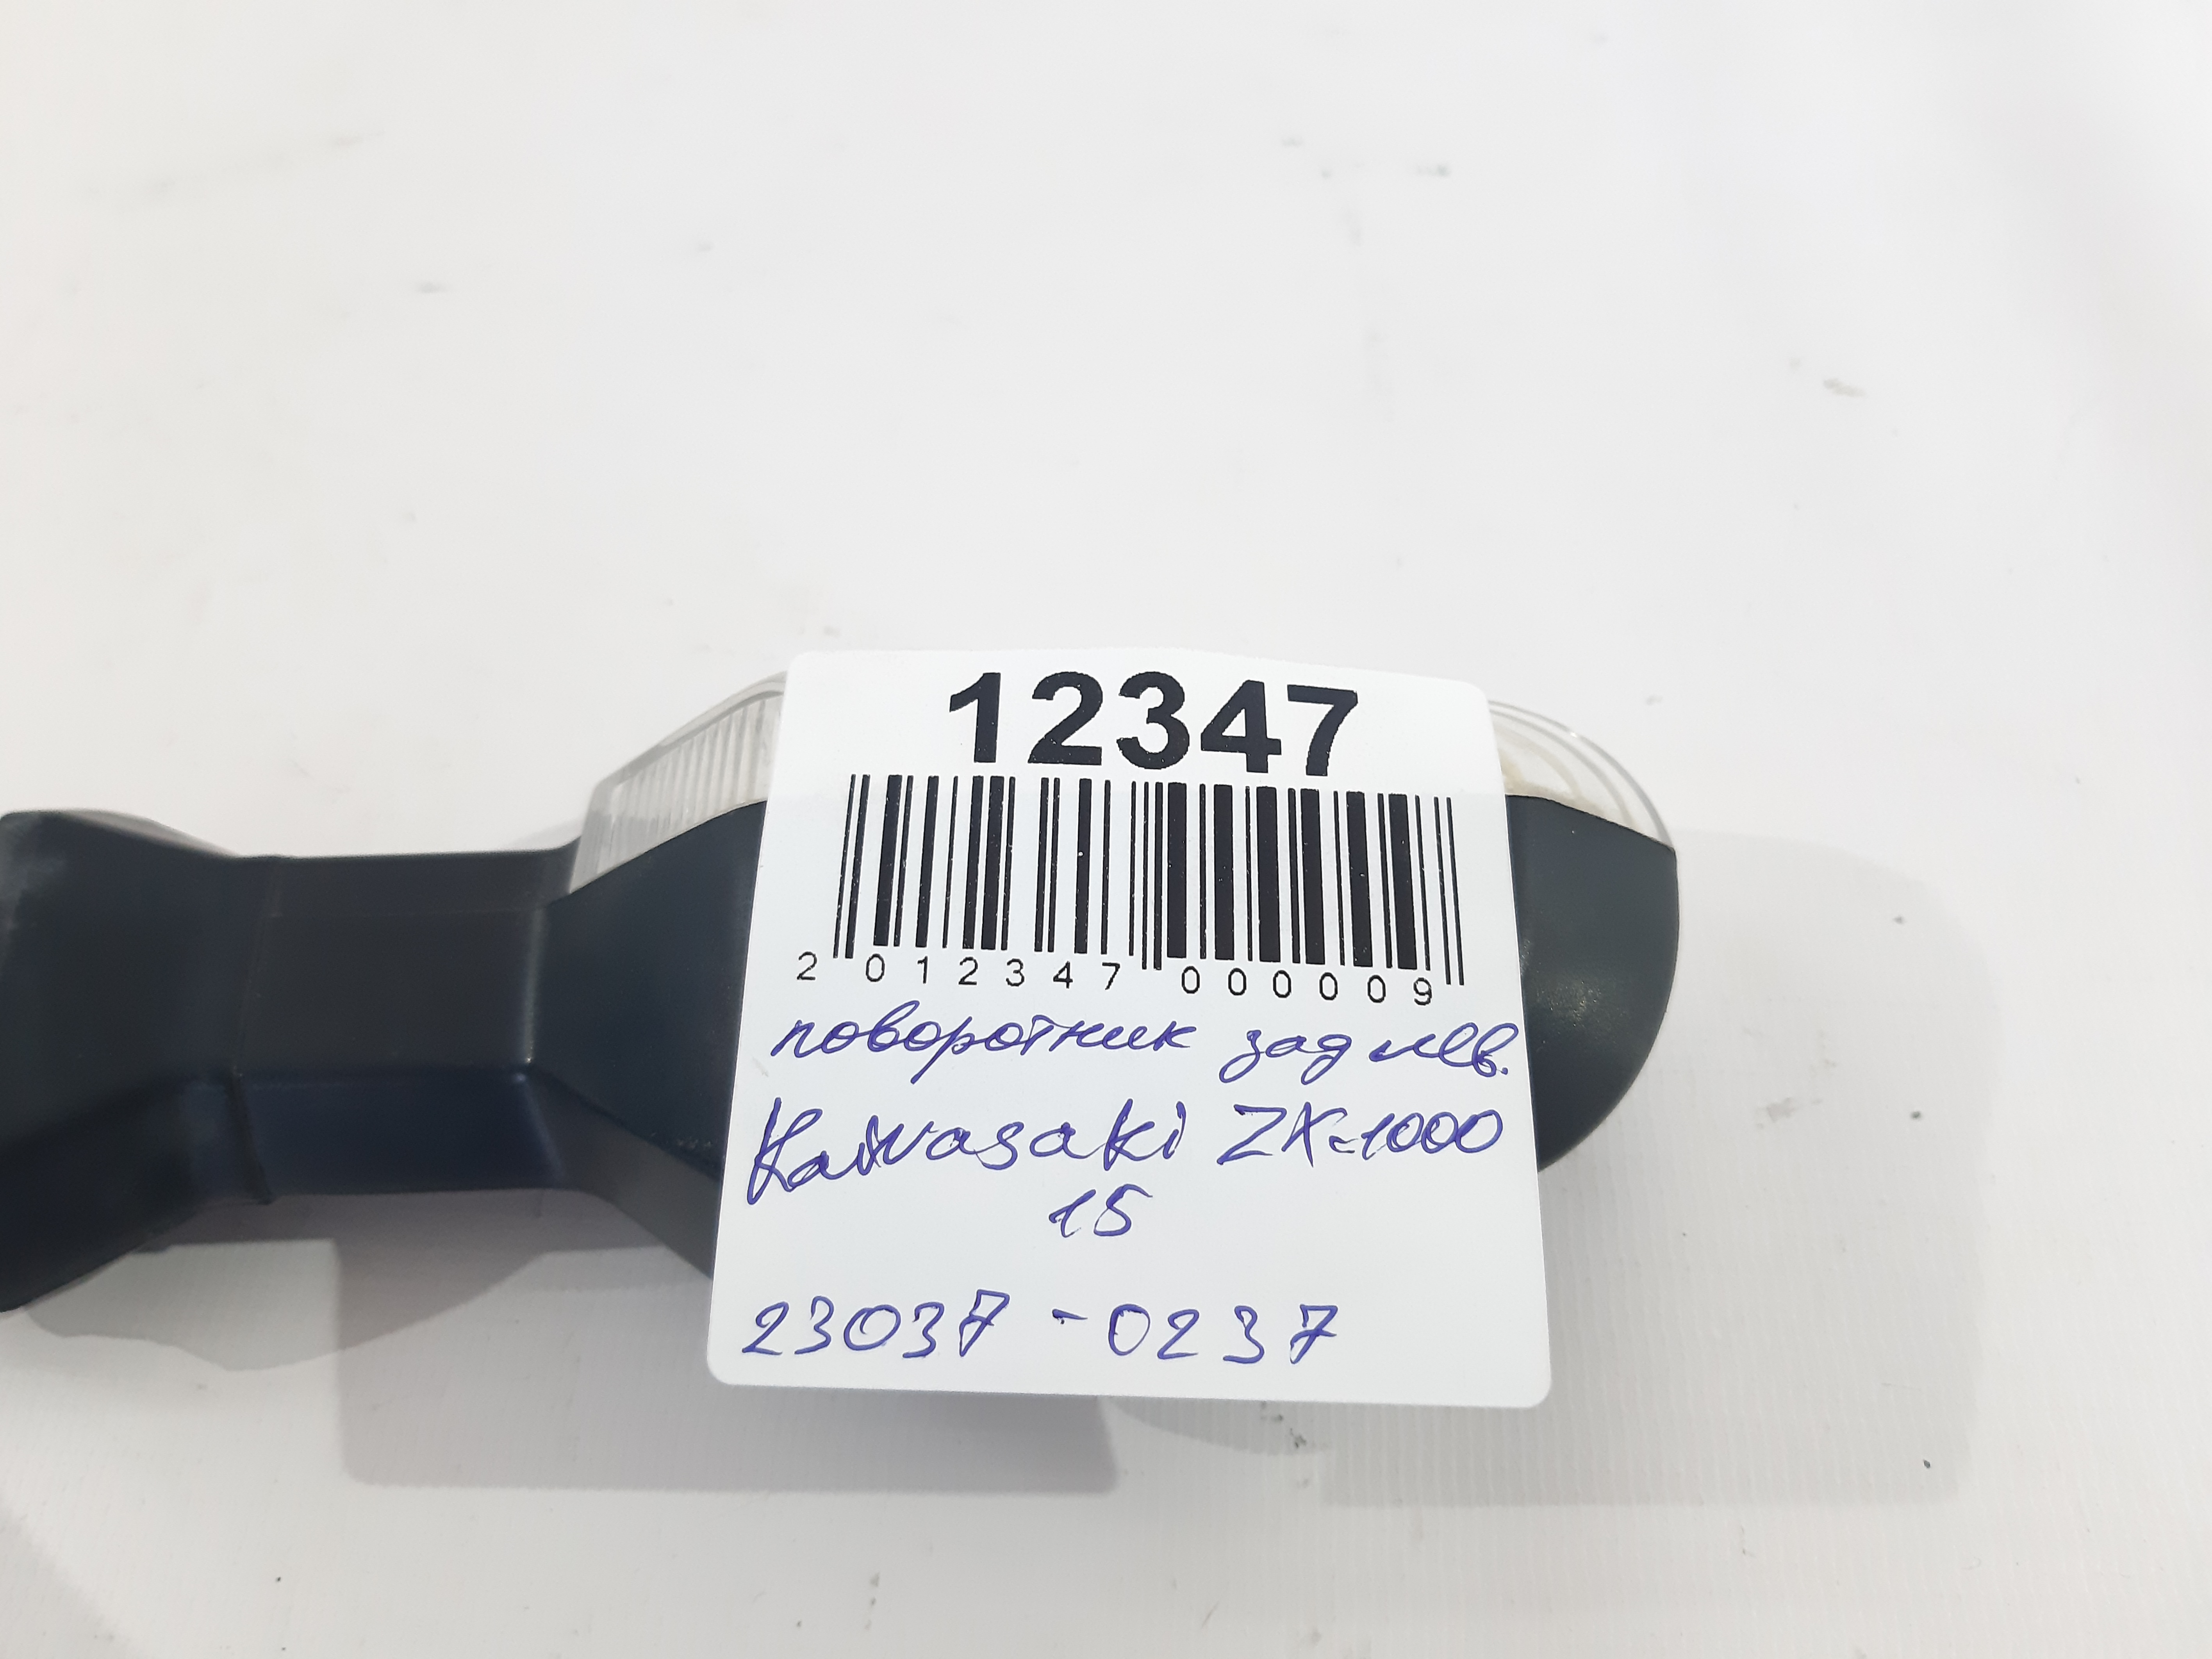 12347
2 012347 000009
поворотник зад лев.
Kawasaki ZX-1000
15
23037-0237